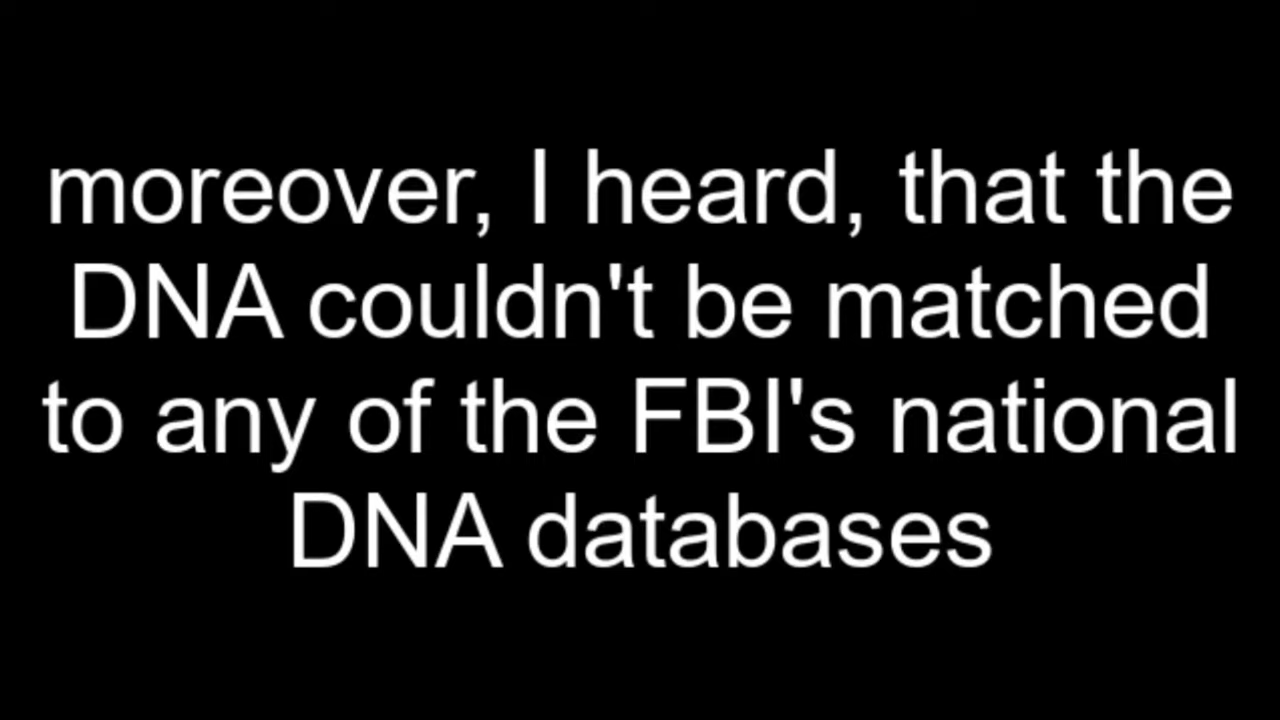 moreover, I heard, that the
DNA couldn't be matched
to any of the FBI's national
DNA databases